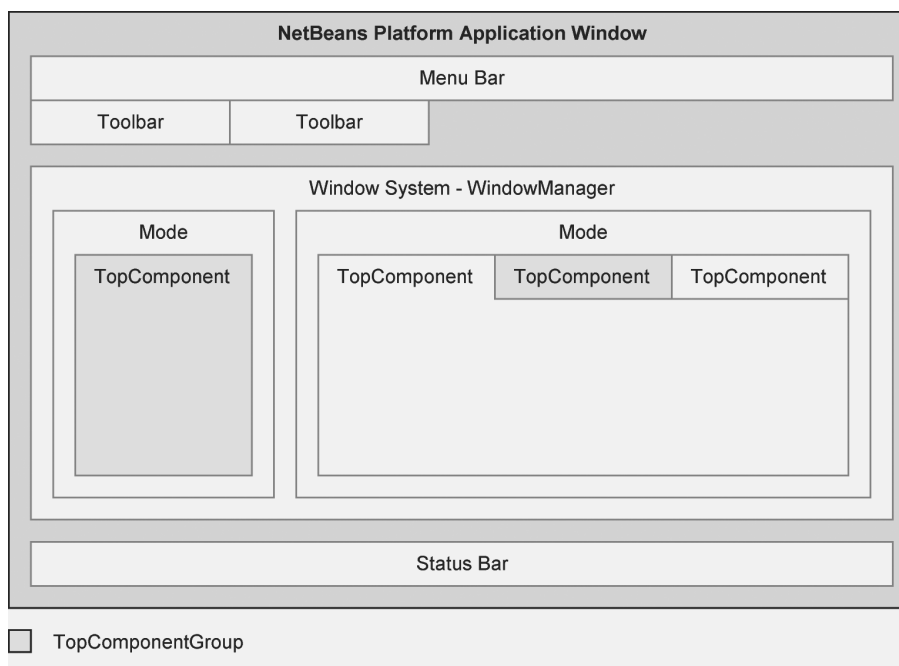 NetBeans Platform Application Window
Menu Bar
Toolbar Toolbar
Window System - WindowManager
Mode Mode
TopComponent TopComponent TopComponent TopComponent
Status Bar
TopComponentGroup